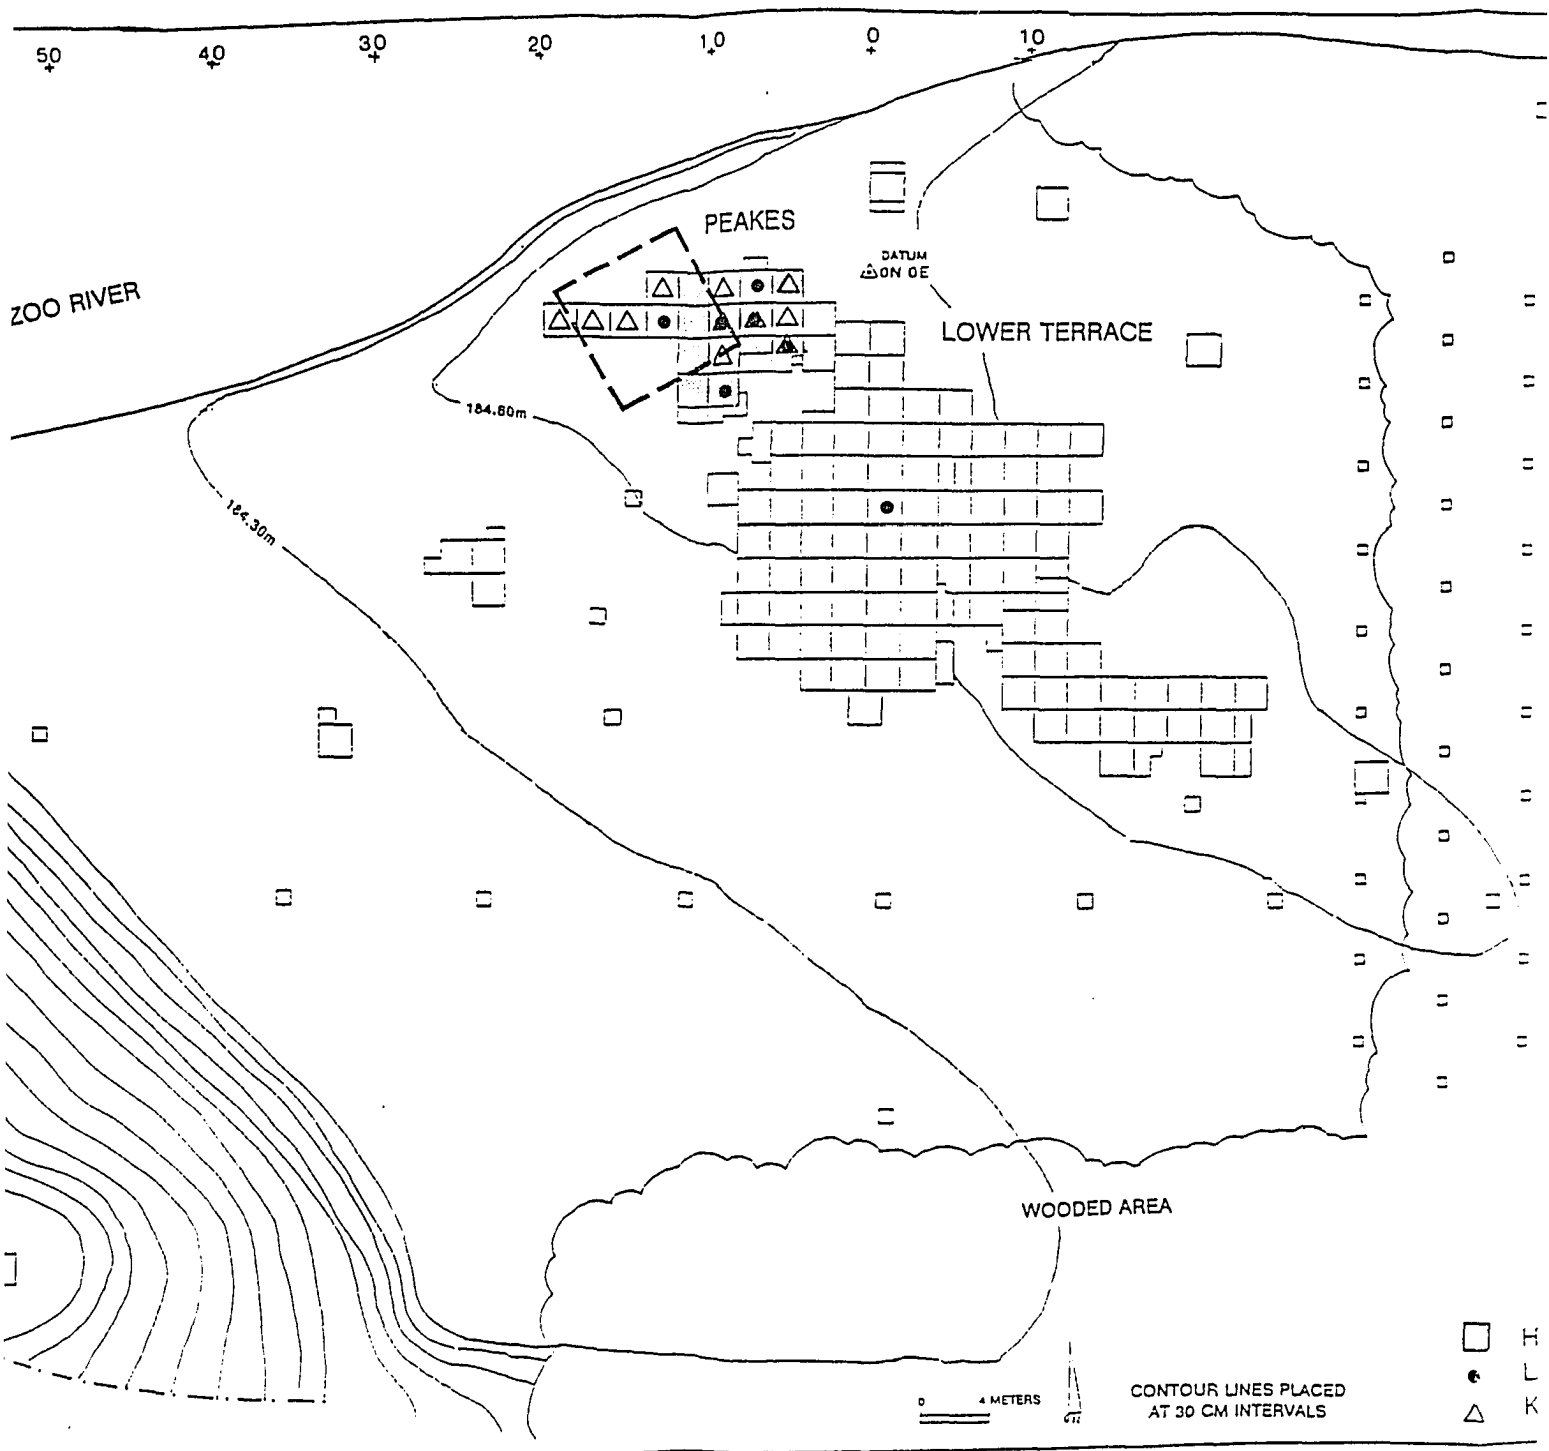 50 40 30 20 10 0 10
PEAKES
DATUM
0N 0E
ZOO RIVER
LOWER TERRACE
184.60m
184.30m
WOODED AREA
H
L
K
0 4 METERS
CONTOUR LINES PLACED
AT 30 CM INTERVALS